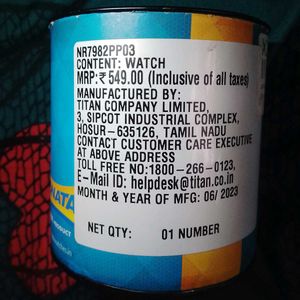 NR7982PP03
CONTENT: WATCH
MRP: ₹ 549.00 (Inclusive of all taxes)
MANUFACTURED BY:
TITAN COMPANY LIMITED,
3, SIPCOT INDUSTRIAL COMPLEX,
HOSUR-635126, TAMIL NADU
CONTACT CUSTOMER CARE EXECUTIVE
AT ABOVE ADDRESS
TOLL FREE NO:1800-266-0123,
E-Mail ID: helpdesk@titan.co.in
MONTH & YEAR OF MFG: 06/ 2023
NET QTY: 01 NUMBER
NATA
PRODUCT